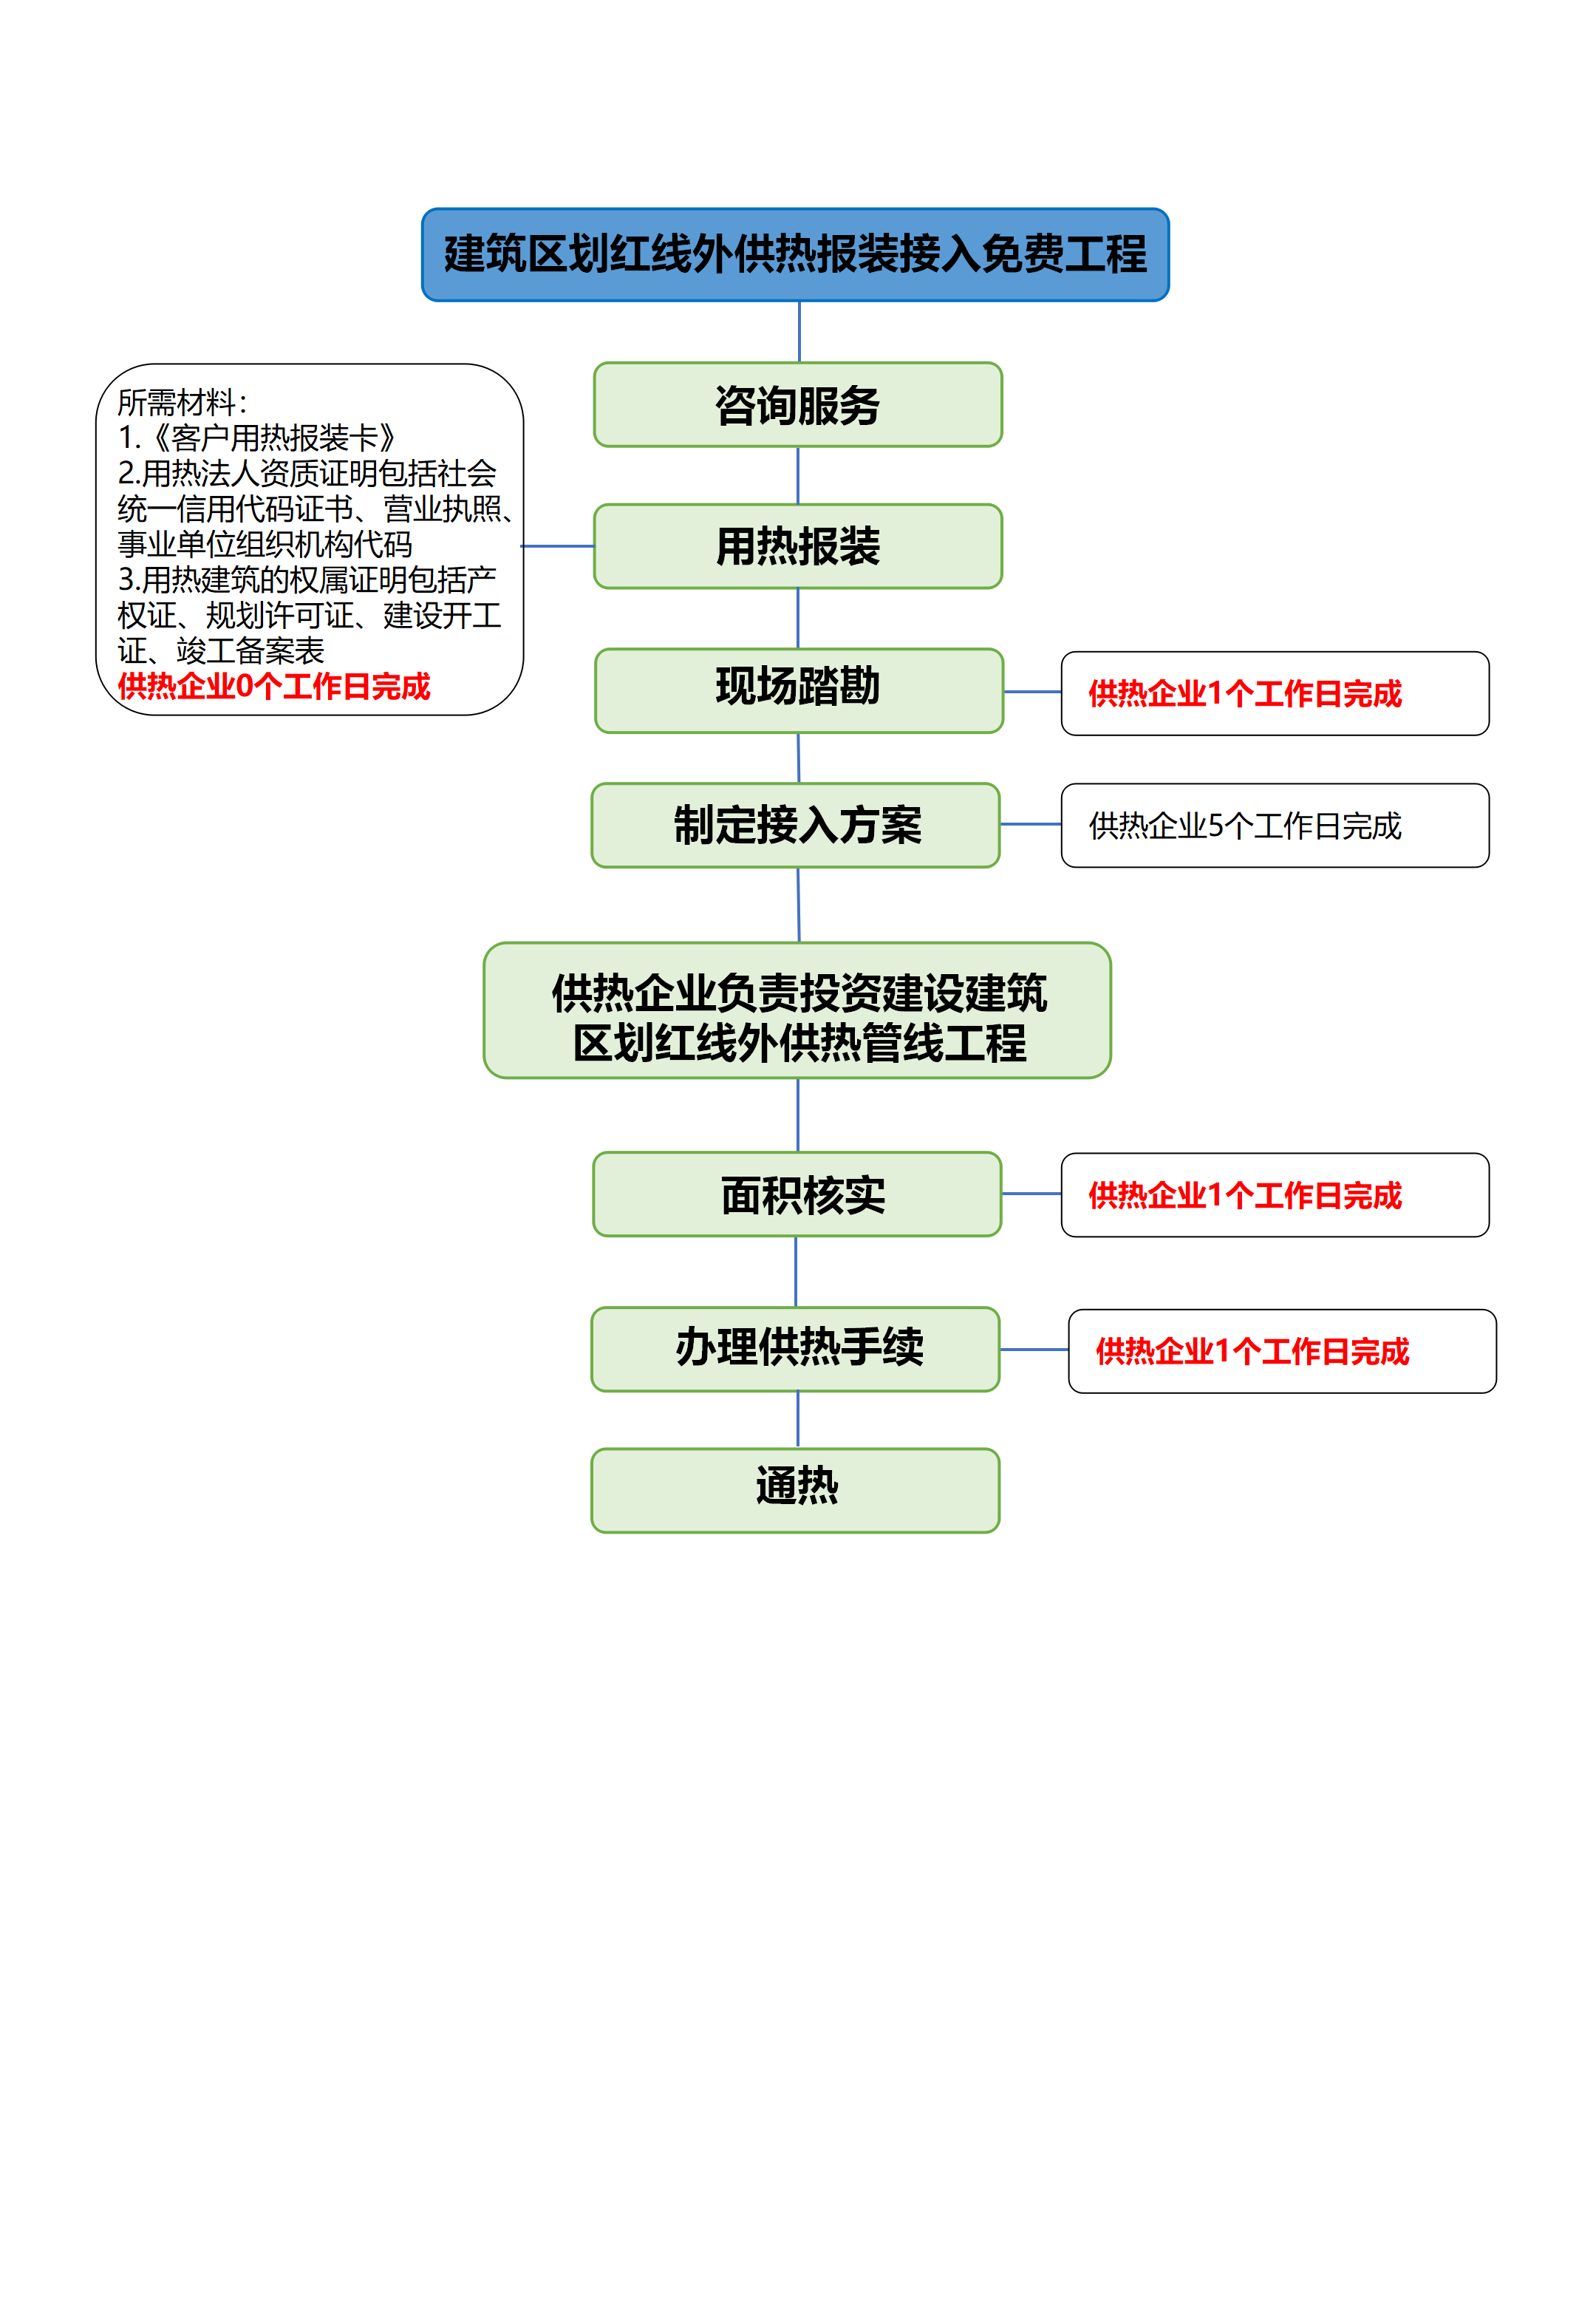 建筑区划红线外供热报装接入免费工程
咨询服务
所需材料：
1.《客户用热报装卡》
2.用热法人资质证明包括社会
统一信用代码证书、营业执照、
事业单位组织机构代码
3.用热建筑的权属证明包括产
权证、规划许可证、建设开工
证、竣工备案表
供热企业0个工作日完成
用热报装
现场踏勘
供热企业1个工作日完成
制定接入方案
供热企业5个工作日完成
供热企业负责投资建设建筑
区划红线外供热管线工程
面积核实
供热企业1个工作日完成
办理供热手续
供热企业1个工作日完成
通热